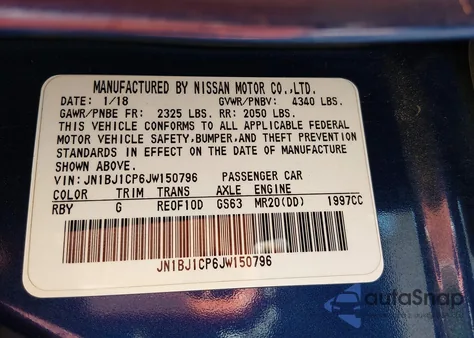 MANUFACTURED BY NISSAN MOTOR CO.,LTD.
DATE: 1/18 GVWR/PNBV: 4340 LBS.
GAWR/PNBE FR: 2325 LBS. RR: 2050 LBS.
THIS VEHICLE CONFORMS TO ALL APPLICABLE FEDERAL
MOTOR VEHICLE SAFETY,BUMPER,AND THEFT PREVENTION
STANDARDS IN EFFECT ON THE DATE OF MANUFACTURE
SHOWN ABOVE.
VIN: JN1BJ1CP6JW150796 PASSENGER CAR
COLOR TRIM TRANS AXLE ENGINE
RBY G REOF10D GS63 MR20(DD) 1997CC
JN1BJ1CP6JW150796
autoSnap